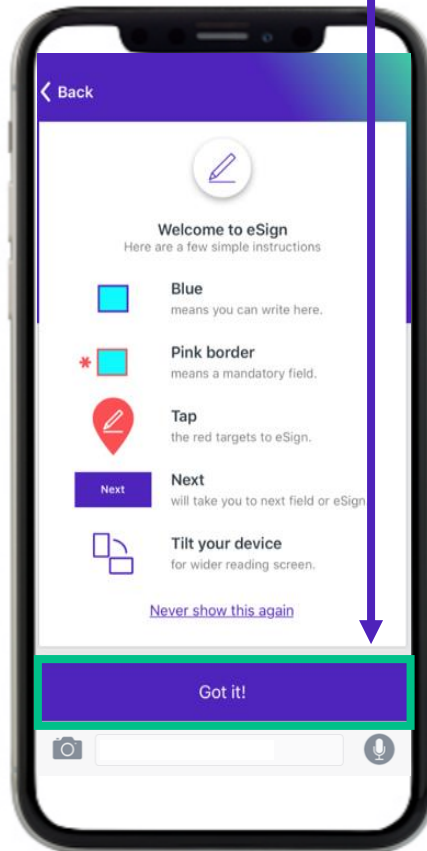 Back
Welcome to eSign
Here are a few simple instructions
Blue
means you can write here.
* Pink border
means a mandatory field.
Tap
the red targets to eSign.
Next
Next
will take you to next field or eSign
Tilt your device
for wider reading screen.
Never show this again
Got it!